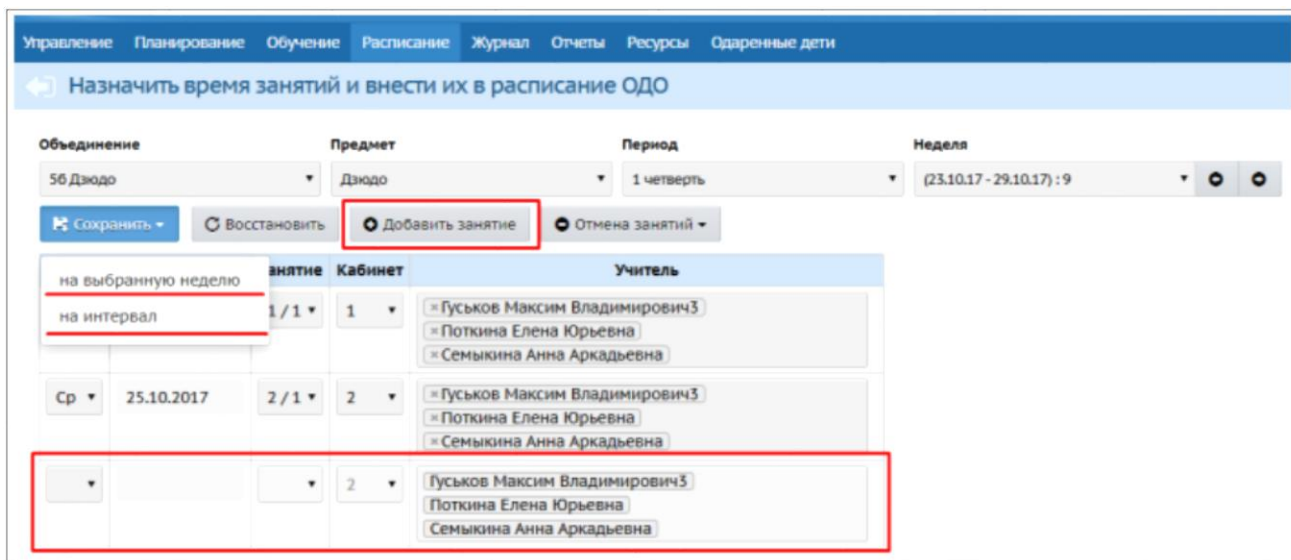 Управление Планирование Обучение Расписание Журнал Отчеты Ресурсы Одаренные дети
Назначить время занятий и внести их в расписание ОДО
Объединение Предмет Период Неделя
5б Дзюдо Дзюдо 1 четверть (23.10.17 - 29.10.17) : 9
Сохранить Восстановить Добавить занятие Отмена занятий
на выбранную неделю
на интервал
анятие Кабинет Учитель
1 / 1 1 ×Гуськов Максим Владимирович3
×Поткина Елена Юрьевна
×Семыкина Анна Аркадьевна
Ср 25.10.2017 2 / 1 2 ×Гуськов Максим Владимирович3
×Поткина Елена Юрьевна
×Семыкина Анна Аркадьевна
2 Гуськов Максим Владимирович3
Поткина Елена Юрьевна
Семыкина Анна Аркадьевна